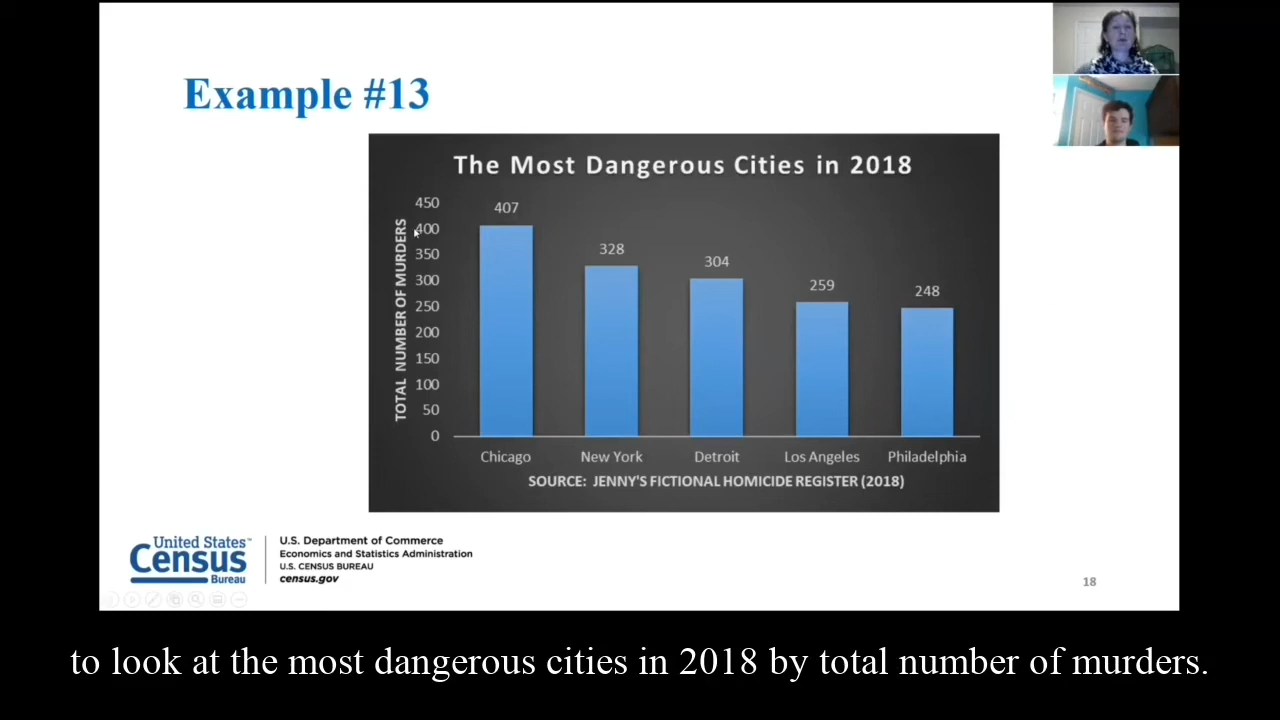 Example #13
The Most Dangerous Cities in 2018
TOTAL NUMBER OF MURDERS
450
400
350
300
250
200
150
100
50
0
407
328
304
259
248
Chicago
New York
Detroit
Los Angeles
Philadelphia
SOURCE: JENNY'S FICTIONAL HOMICIDE REGISTER (2018)
United States™
Census
Bureau
U.S. Department of Commerce
Economics and Statistics Administration
U.S. CENSUS BUREAU
census.gov
18
to look at the most dangerous cities in 2018 by total number of murders.